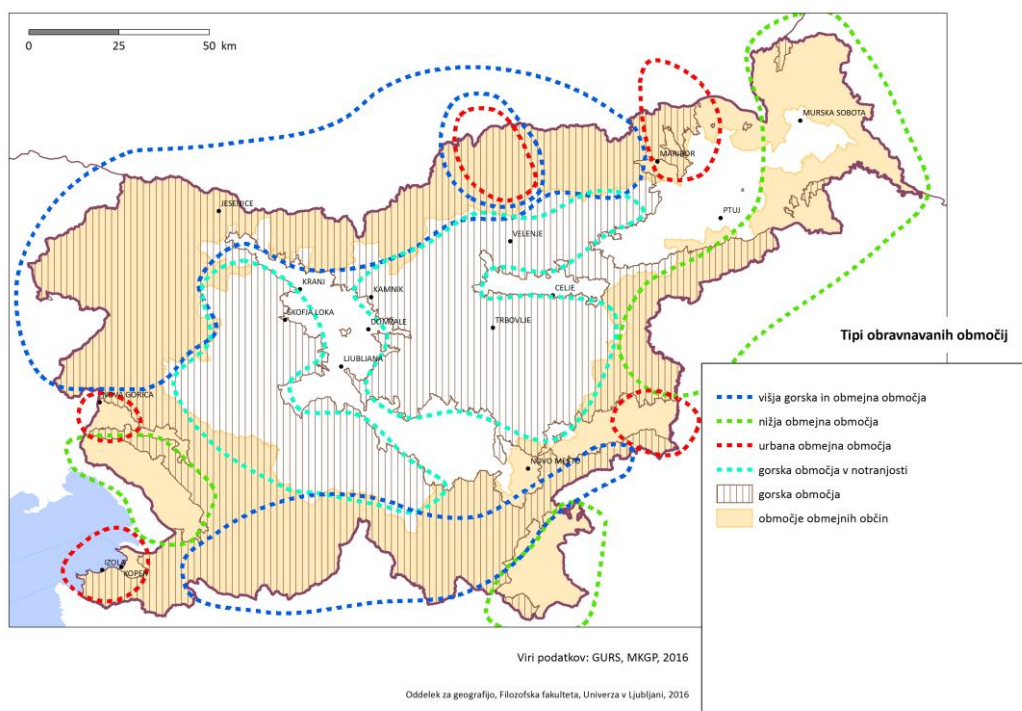 0 25 50 km
MURSKA SOBOTA
MARIBOR
JESENICE
PTUJ
VELENJE
KRANJ
KAMNIK
CELJE
ŠKOFJA LOKA
DOMŽALE
TRBOVLJE
LJUBLJANA
NOVA GORICA
NOVO MESTO
IZOLA
KOPER
Tipi obravnavanih območij
višja gorska in obmejna območja
nižja obmejna območja
urbana obmejna območja
gorska območja v notranjosti
gorska območja
območje obmejnih občin
Viri podatkov: GURS, MKGP, 2016
Oddelek za geografijo, Filozofska fakulteta, Univerza v Ljubljani, 2016